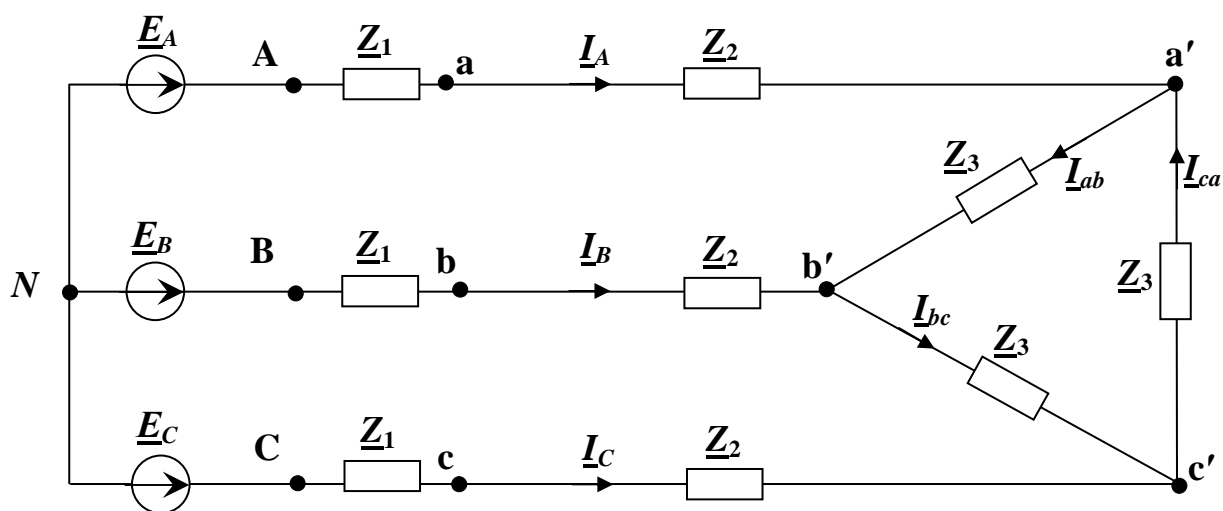 E_A A Z_1 a I_A Z_2 a′
Z_3 I_ab I_ca
E_B B Z_1 b I_B Z_2 b′
N Z_3
I_bc Z_3
E_C C Z_1 c I_C Z_2 c′